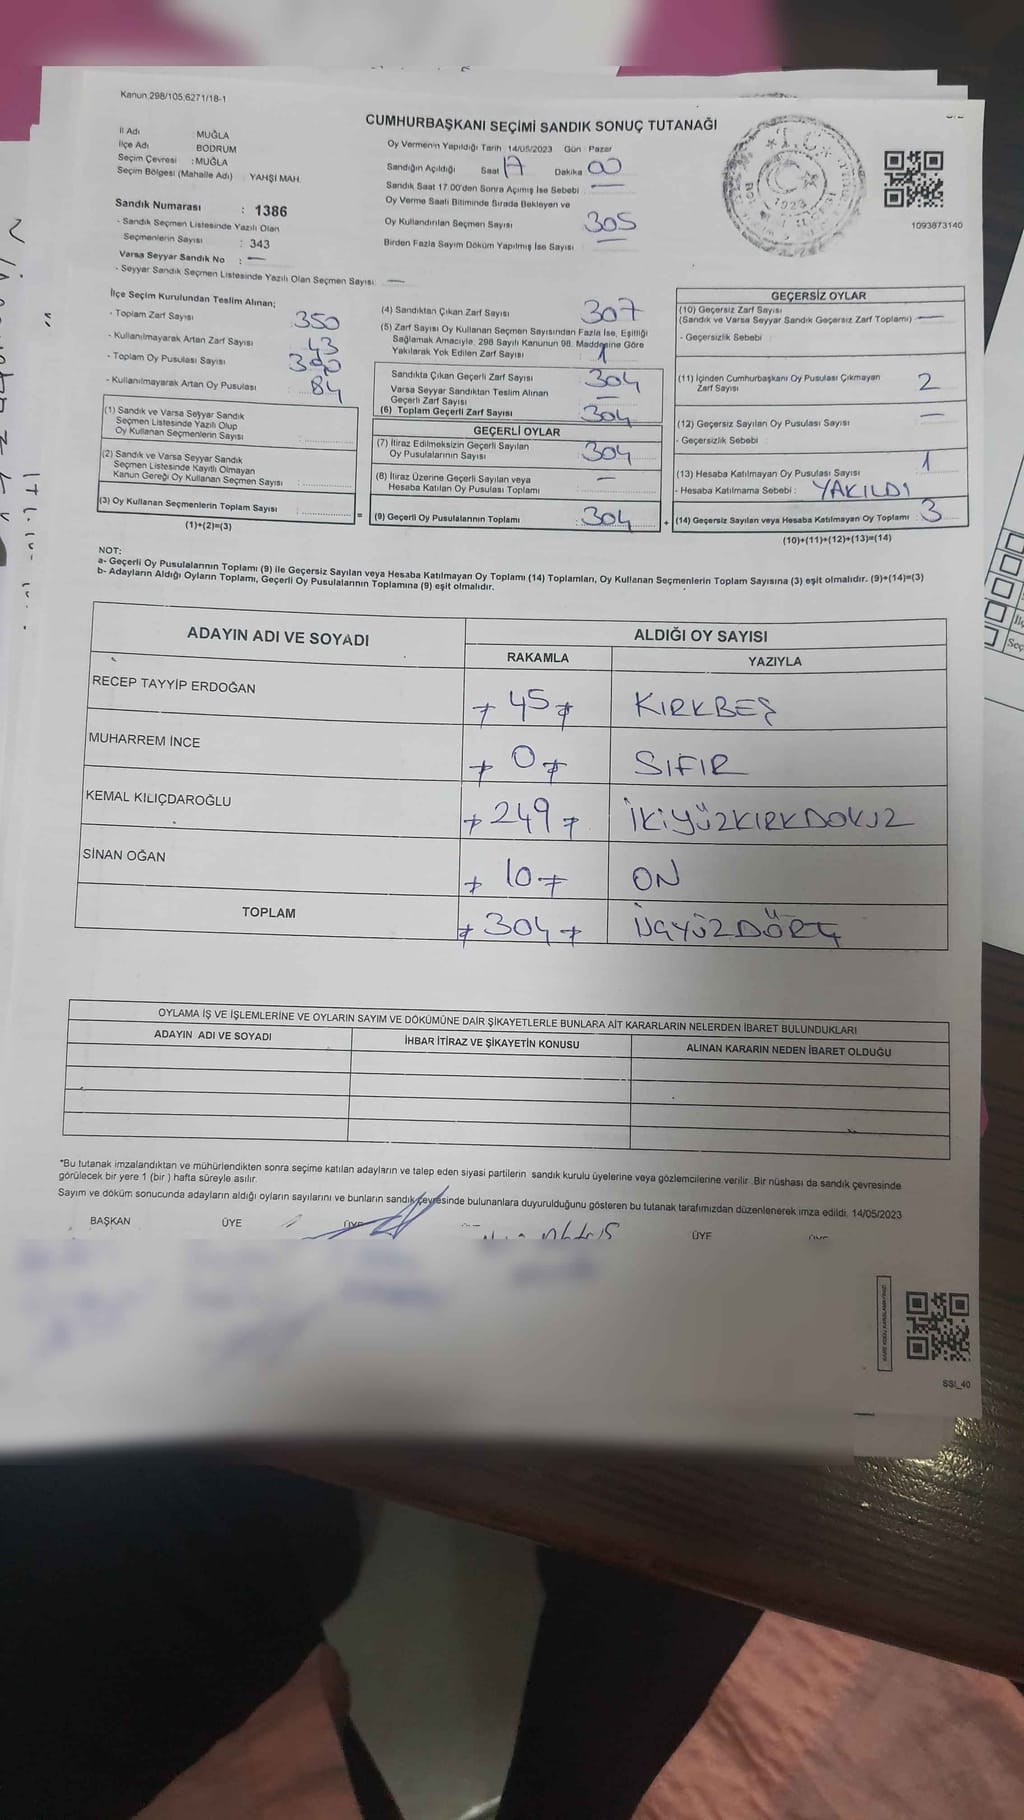 Kanun.298/105,6271/18-1
CUMHURBAŞKANI SEÇİMİ SANDIK SONUÇ TUTANAĞI
İl Adı : MUĞLA
İlçe Adı BODRUM
Seçim Çevresi : MUĞLA
Seçim Bölgesi (Mahalle Adı) : YAHŞİ MAH.
Sandık Numarası : 1386
- Sandık Seçmen Listesinde Yazılı Olan
Seçmenlerin Sayısı : 343
Varsa Seyyar Sandık No : —
- Seyyar Sandık Seçmen Listesinde Yazılı Olan Seçmen Sayısı: —
Oy Vermenin Yapıldığı Tarih 14/05/2023 Gün : Pazar
Sandığın Açıldığı Saat 17 Dakika 00
Sandık Saat 17.00'den Sonra Açımış İse Sebebi : —
Oy Verme Saati Bitiminde Sırada Bekleyen ve
Oy Kullandırılan Seçmen Sayısı 305
Birden Fazla Sayım Döküm Yapılmış İse Sayısı : —
T.C.
1923
1093873140
İlçe Seçim Kurulundan Teslim Alınan;
- Toplam Zarf Sayısı : 350
- Kullanılmayarak Artan Zarf Sayısı : 43
- Toplam Oy Pusulası Sayısı
- Kullanılmayarak Artan Oy Pusulası : 84
(1) Sandık ve Varsa Seyyar Sandık
Seçmen Listesinde Yazılı Olup
Oy Kullanan Seçmenlerin Sayısı :
(2) Sandık ve Varsa Seyyar Sandık
Seçmen Listesinde Kayıtlı Olmayan
Kanun Gereği Oy Kullanan Seçmen Sayısı :
(3) Oy Kullanan Seçmenlerin Toplam Sayısı :
(1)+(2)=(3)
(4) Sandıktan Çıkan Zarf Sayısı : 307
(5) Zarf Sayısı Oy Kullanan Seçmen Sayısından Fazla İse, Eşitliği
Sağlamak Amacıyle, 298 Sayılı Kanunun 98. Maddesine Göre
Yakılarak Yok Edilen Zarf Sayısı : 1
Sandıkta Çıkan Geçerli Zarf Sayısı : 304
Varsa Seyyar Sandıktan Teslim Alınan
Geçerli Zarf Sayısı : —
(6) Toplam Geçerli Zarf Sayısı : 304
GEÇERLİ OYLAR
(7) İtiraz Edilmeksizin Geçerli Sayılan
Oy Pusulalarının Sayısı : 304
(8) İtiraz Üzerine Geçerli Sayılan veya
Hesaba Katılan Oy Pusulası Toplamı : —
(9) Geçerli Oy Pusulalarının Toplamı : 304
GEÇERSİZ OYLAR
(10) Geçersiz Zarf Sayısı
(Sandık ve Varsa Seyyar Sandık Geçersiz Zarf Toplamı) : —
- Geçersizlik Sebebi :
(11) İçinden Cumhurbaşkanı Oy Pusulası Çıkmayan
Zarf Sayısı : 2
(12) Geçersiz Sayılan Oy Pusulası Sayısı : —
- Geçersizlik Sebebi :
(13) Hesaba Katılmayan Oy Pusulası Sayısı 1
- Hesaba Katılmama Sebebi : YAKILDI
(14) Geçersiz Sayılan veya Hesaba Katılmayan Oy Toplamı : 3
(10)+(11)+(12)+(13)=(14)
NOT:
a- Geçerli Oy Pusulalarının Toplamı (9) ile Geçersiz Sayılan veya Hesaba Katılmayan Oy Toplamı (14) Toplamları, Oy Kullanan Seçmenlerin Toplam Sayısına (3) eşit olmalıdır. (9)+(14)=(3)
b- Adayların Aldığı Oyların Toplamı, Geçerli Oy Pusulalarının Toplamına (9) eşit olmalıdır.
ADAYIN ADI VE SOYADI ALDIĞI OY SAYISI
RAKAMLA YAZIYLA
RECEP TAYYİP ERDOĞAN 45 KIRKBEŞ
MUHARREM İNCE 0 SIFIR
KEMAL KILIÇDAROĞLU 249 İKİYÜZKIRKDOKUZ
SİNAN OĞAN 10 ON
TOPLAM 304 ÜÇYÜZDÖRT
OYLAMA İŞ VE İŞLEMLERİNE VE OYLARIN SAYIM VE DÖKÜMÜNE DAİR ŞİKAYETLERLE BUNLARA AİT KARARLARIN NELERDEN İBARET BULUNDUKLARI
ADAYIN ADI VE SOYADI İHBAR İTİRAZ VE ŞİKAYETİN KONUSU ALINAN KARARIN NEDEN İBARET OLDUĞU
*Bu tutanak imzalandıktan ve mühürlendikten sonra seçime katılan adayların ve talep eden siyasi partilerin sandık kurulu üyelerine veya gözlemcilerine verilir. Bir nüshası da sandık çevresinde
görülecek bir yere 1 (bir) hafta süreyle asılır.
Sayım ve döküm sonucunda adayların aldığı oyların sayılarını ve bunların sandık çevresinde bulunanlara duyurulduğunu gösteren bu tutanak tarafımızdan düzenlenerek imza edildi. 14/05/2023
BAŞKAN ÜYE ÜYE ÜYE
SSI_40